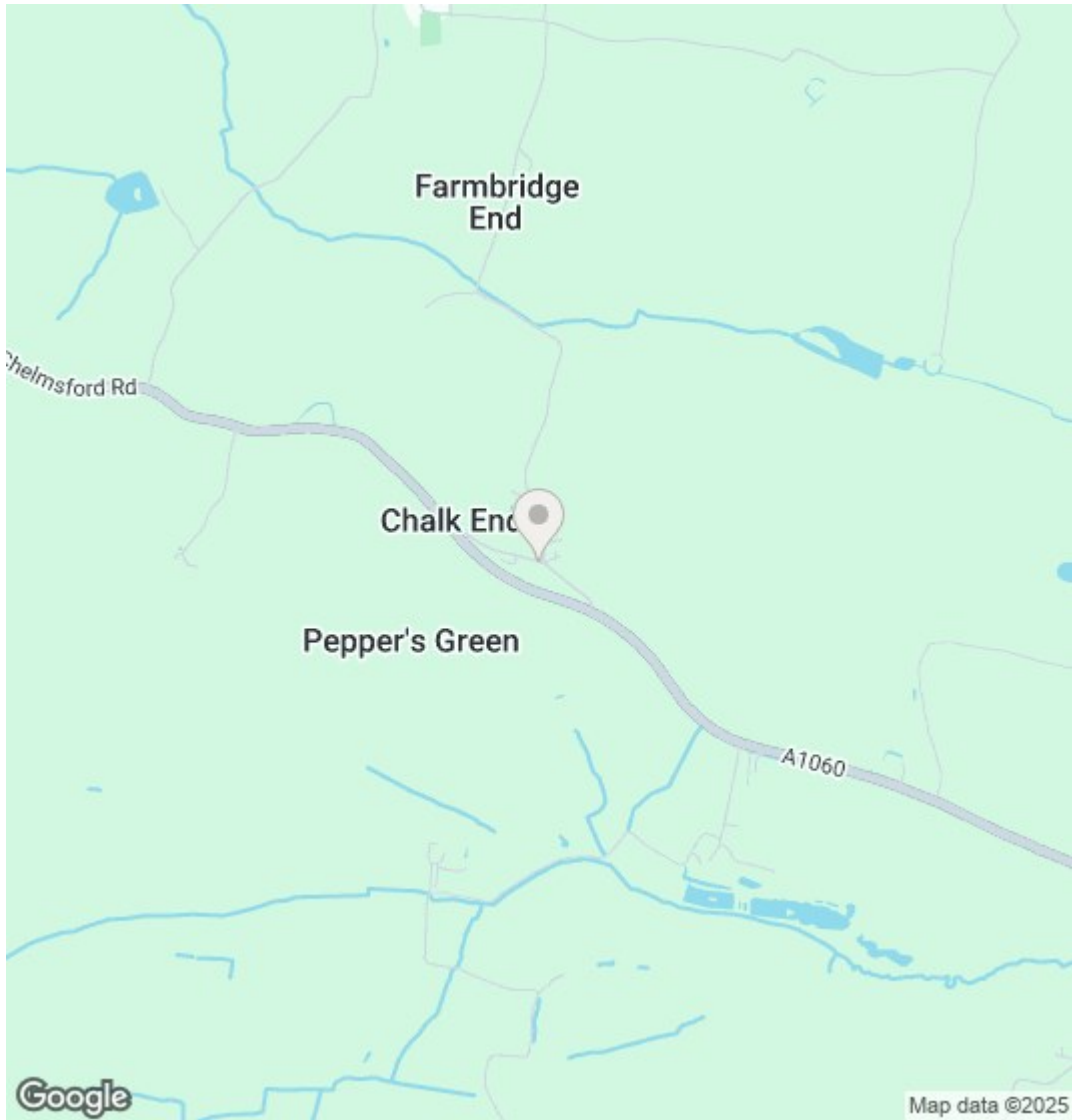 Farmbridge
End
Chelmsford Rd
Chalk End
Pepper's Green
A1060
Google
Map data ©2025